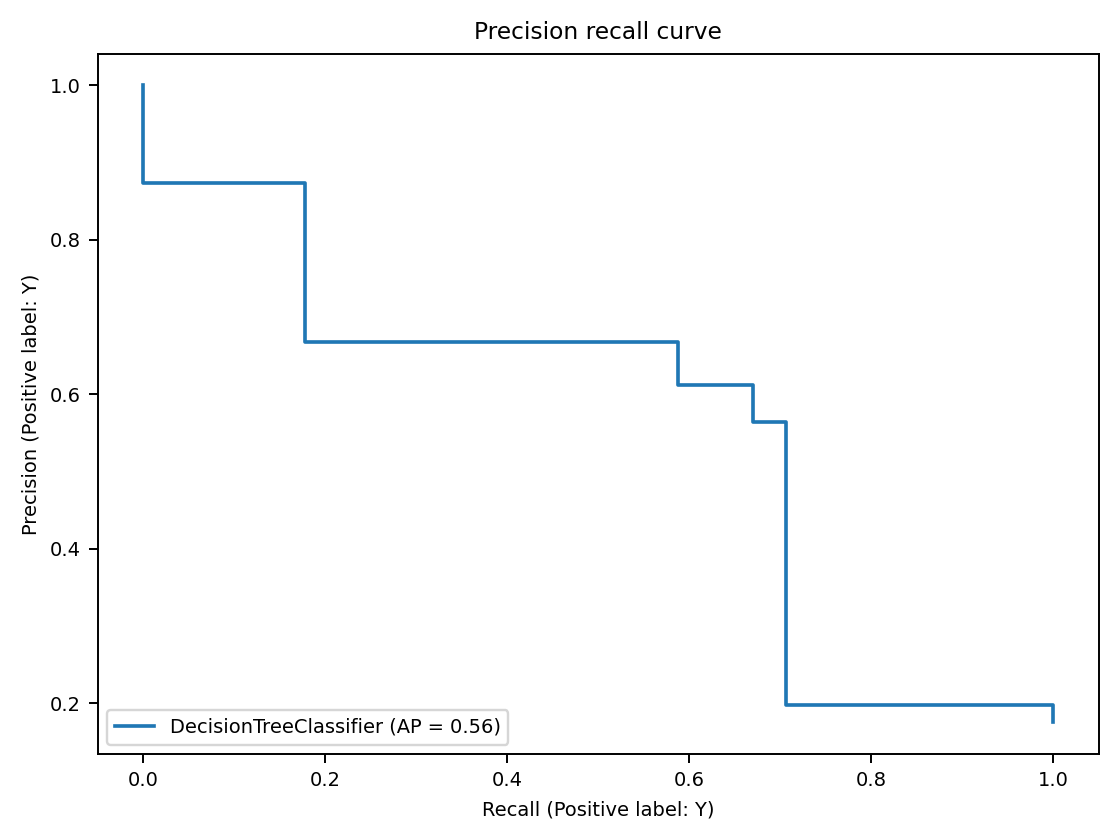 Precision recall curve
Precision (Positive label: Y)
1.0
0.8
0.6
0.4
0.2
DecisionTreeClassifier (AP = 0.56)
0.0 0.2 0.4 0.6 0.8 1.0
Recall (Positive label: Y)